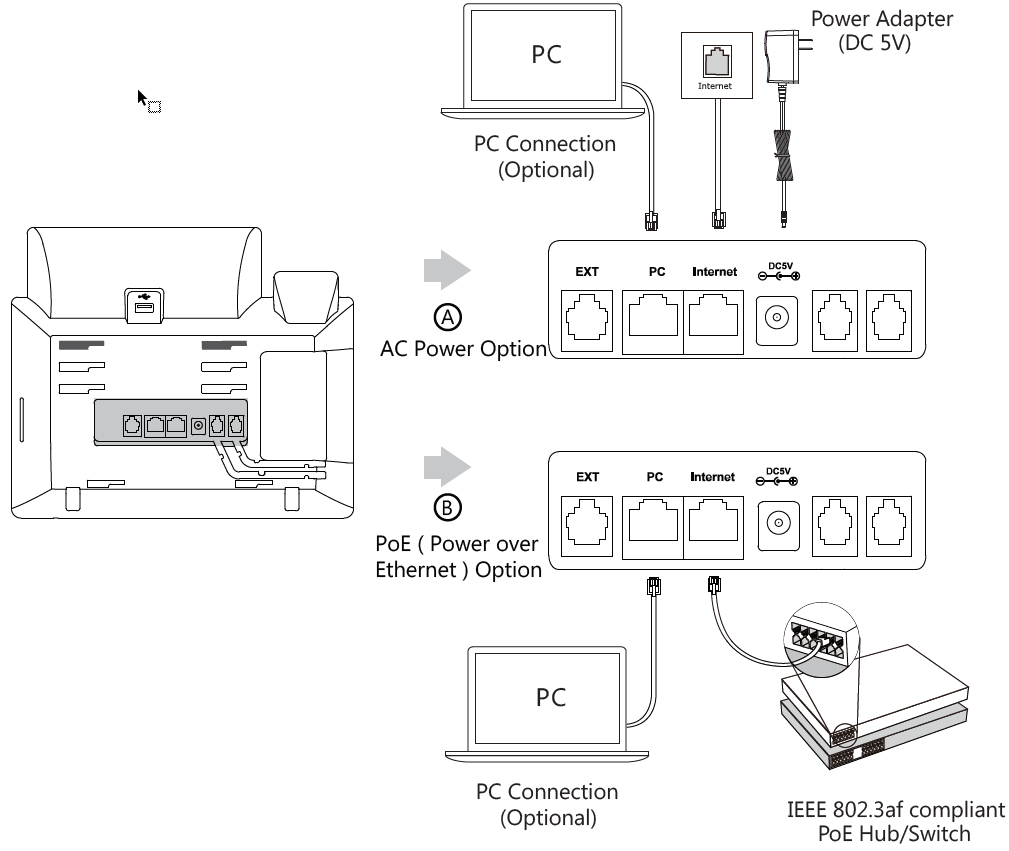 PC
Internet
Power Adapter
(DC 5V)
PC Connection
(Optional)
A
AC Power Option
EXT
PC
Internet
DC5V
B
PoE ( Power over
Ethernet ) Option
EXT
PC
Internet
DC5V
PC
PC Connection
(Optional)
IEEE 802.3af compliant
PoE Hub/Switch